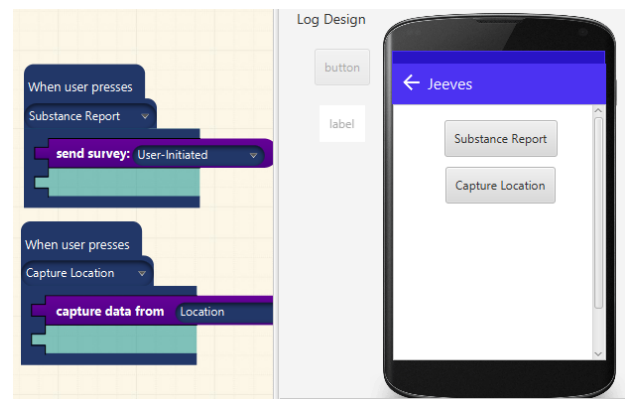 When user presses
Substance Report
send survey: User-Initiated
When user presses
Capture Location
capture data from Location
Log Design
button
label
Jeeves
Substance Report
Capture Location